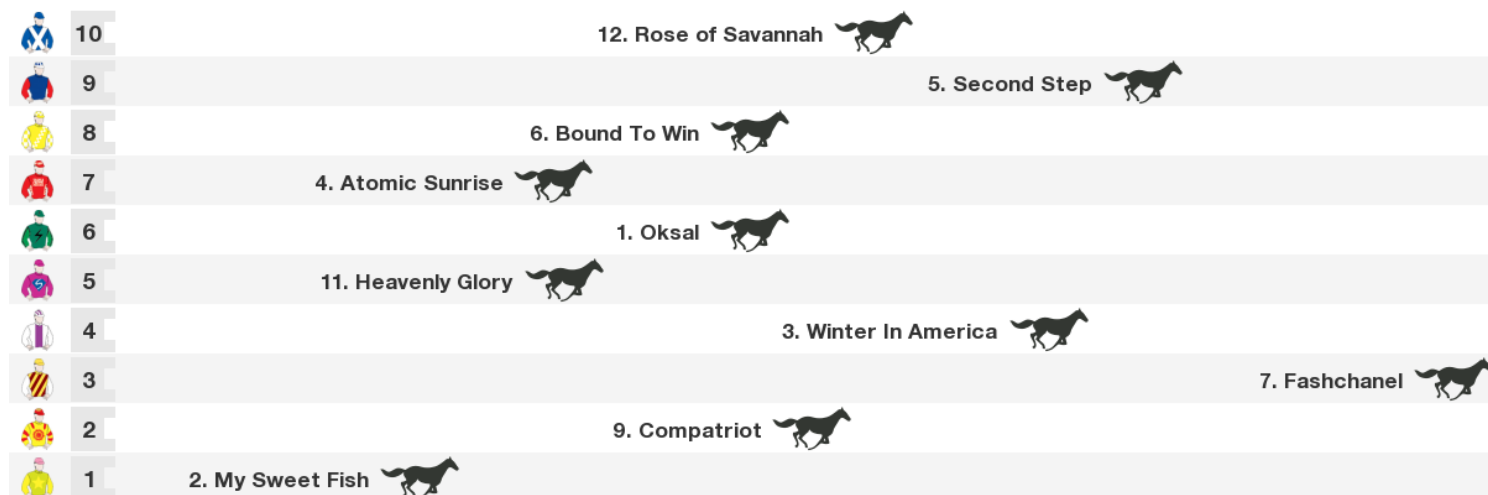 10 12. Rose of Savannah
9 5. Second Step
8 6. Bound To Win
7 4. Atomic Sunrise
6 1. Oksal
5 11. Heavenly Glory
4 3. Winter In America
3 7. Fashchanel
2 9. Compatriot
1 2. My Sweet Fish